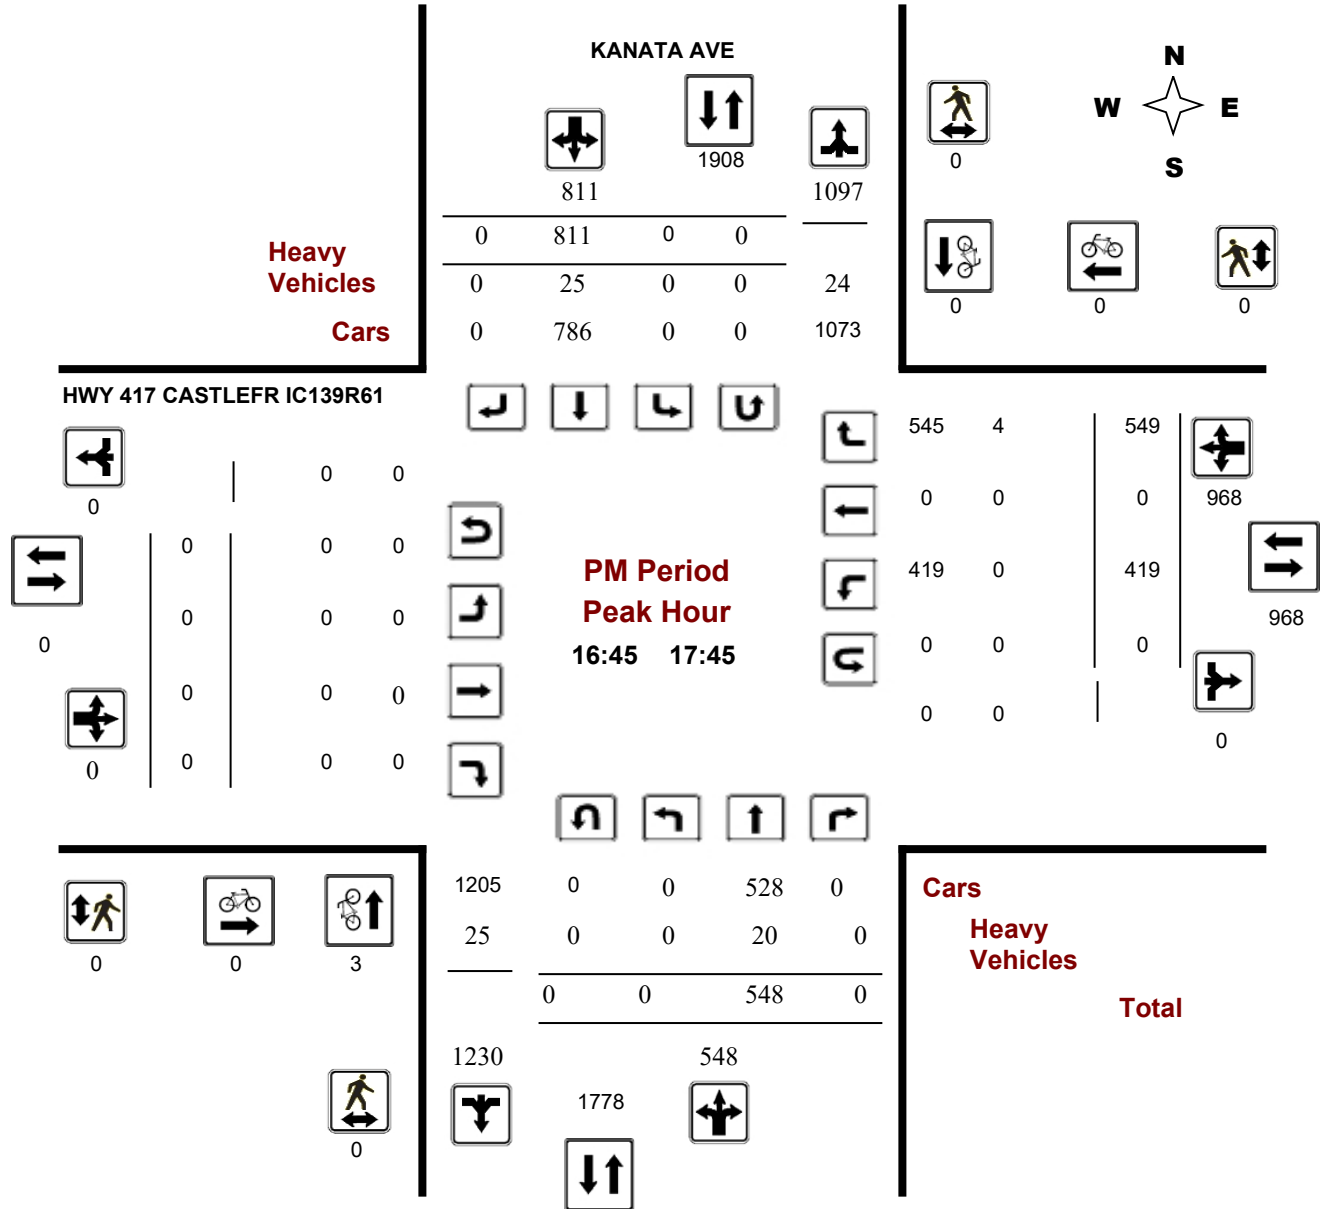 KANATA AVE
N
W E
S
1908
0
811 1097
0 811 0 0
Heavy
Vehicles 0 25 0 0 24
0 0 0
Cars 0 786 0 0 1073
HWY 417 CASTLEFR IC139R61
545 4 549
0 0
0
0 0 0 968
0 0 0
PM Period
419 0 419
Peak Hour
0 0 0
0
968
16:45 17:45
0 0 0
0 0 0
0 0
0
0 0 0 0
1205 0 0 528 0 Cars
25 0 0 20 0 Heavy
Vehicles
0 0 3
0 0 548 0
Total
1230 548
1778
0